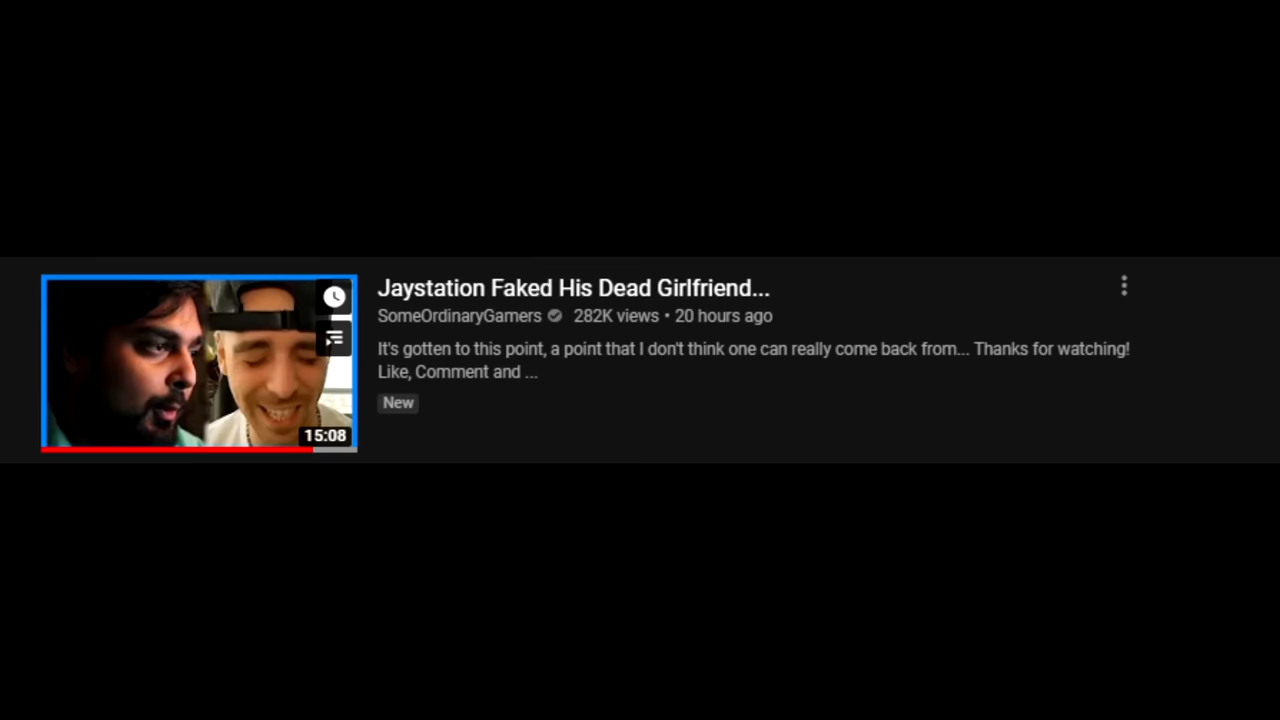 Jaystation Faked His Dead Girlfriend...
SomeOrdinaryGamers 282K views • 20 hours ago
It's gotten to this point, a point that I don't think one can really come back from... Thanks for watching!
Like, Comment and ...
New
15:08